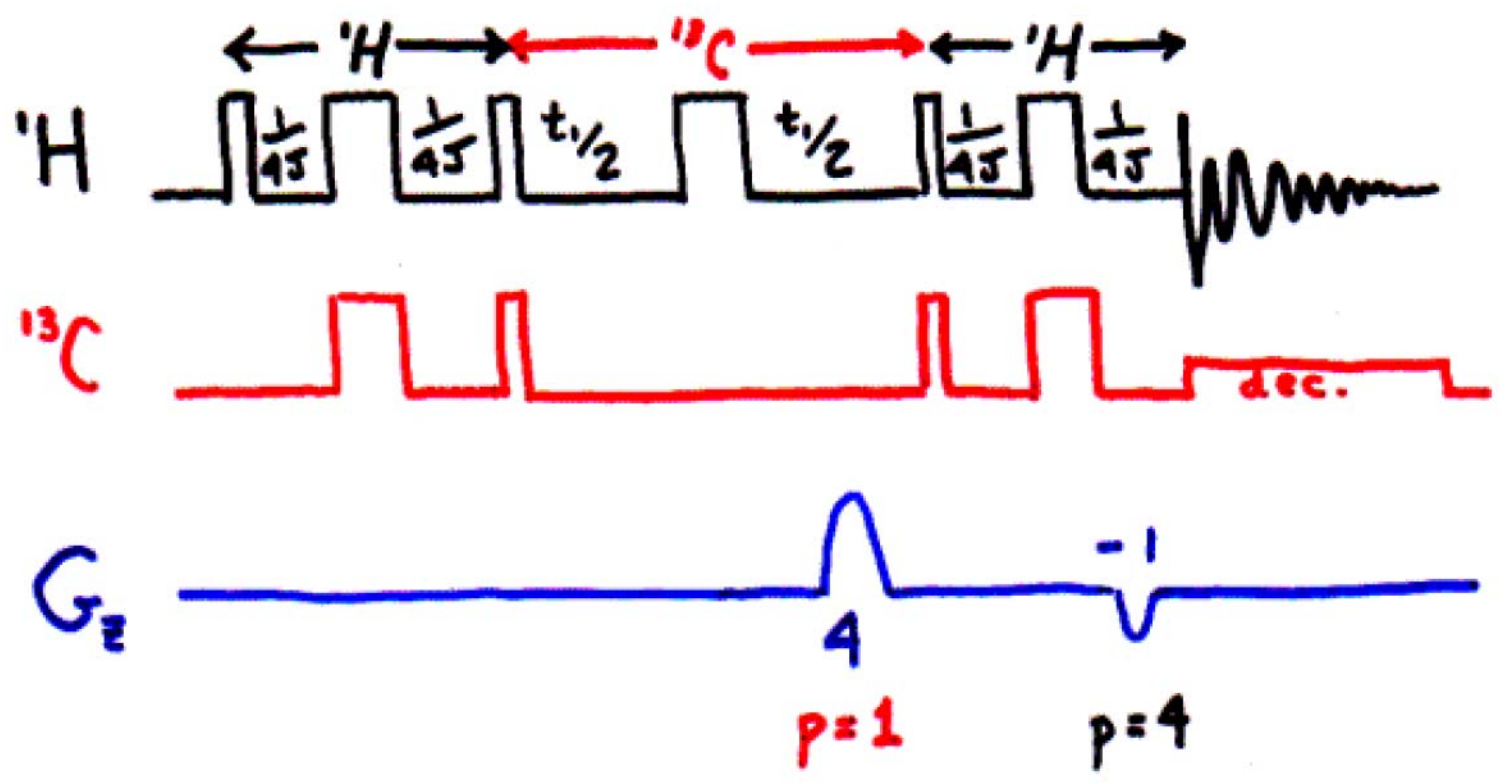 ¹H ¹³C ¹H
¹H 1/4J 1/4J t₁/2 t₁/2 1/4J 1/4J
¹³C dec.
-1
Gz
4
p=1 p=4